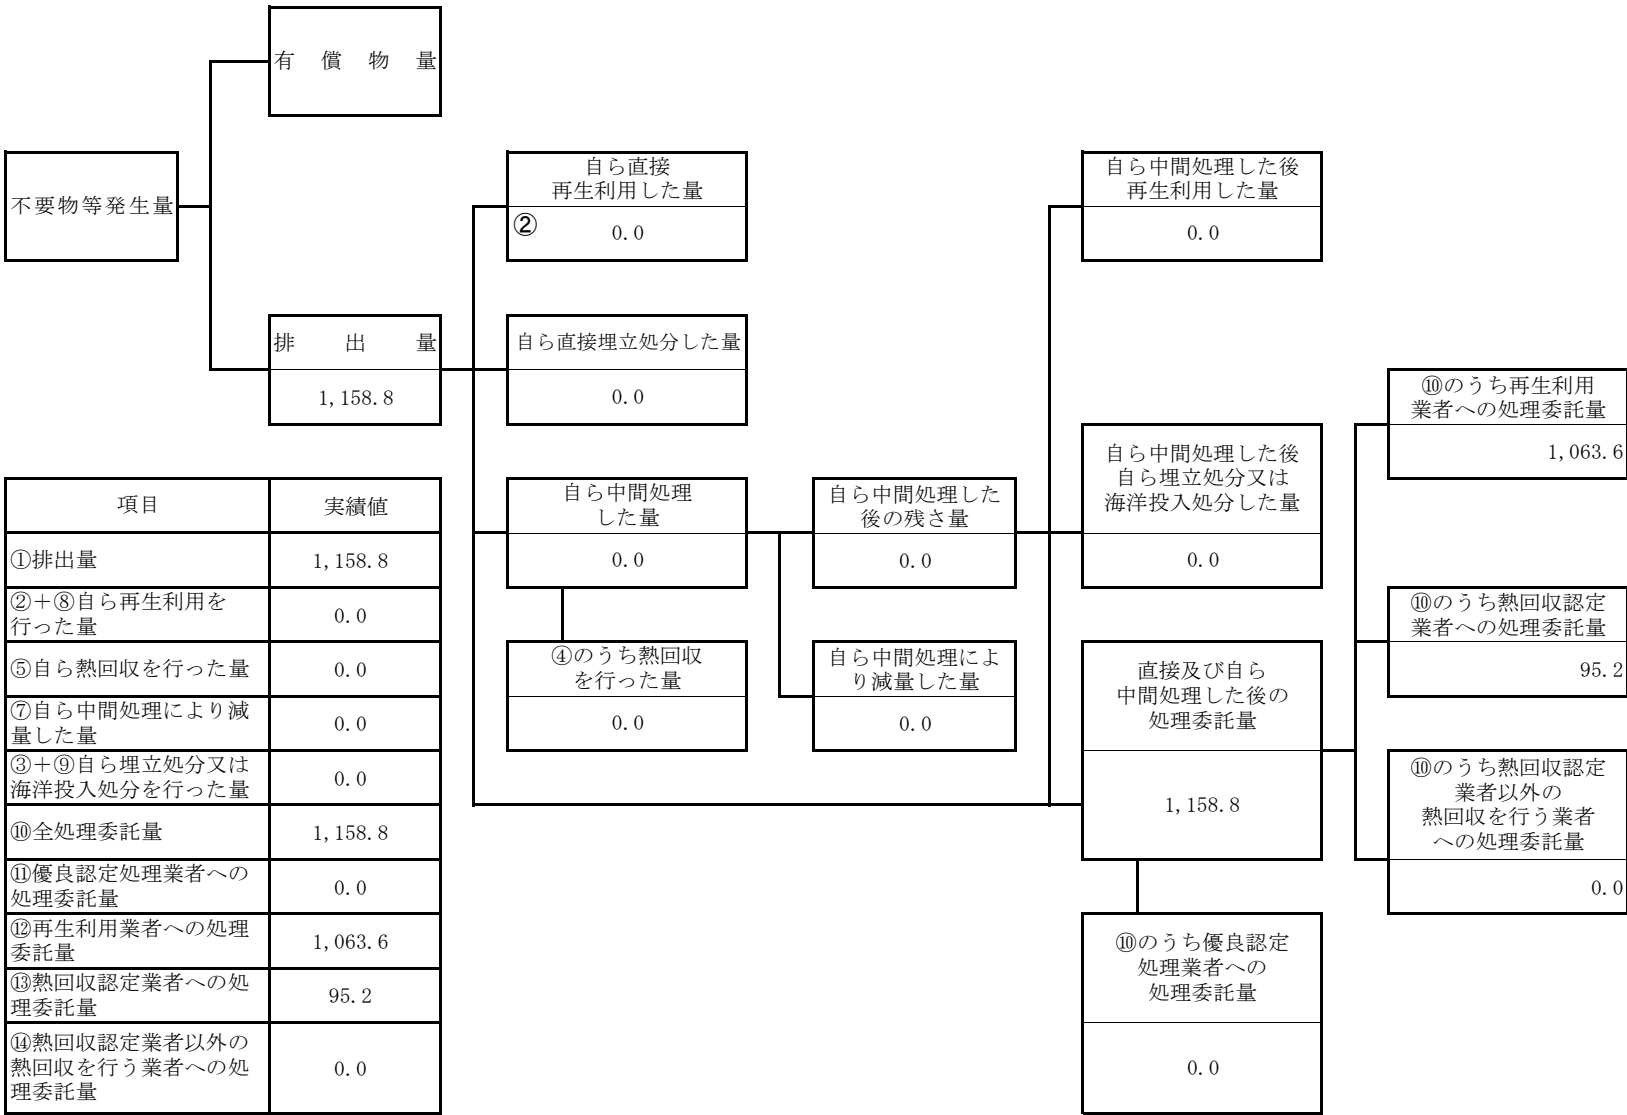 有償物量
不要物等発生量
自ら直接
再生利用した量
②
0.0
自ら中間処理した後
再生利用した量
0.0
排出量
1,158.8
自ら直接埋立処分した量
0.0
⑩のうち再生利用
業者への処理委託量
1,063.6
自ら中間処理
した量
0.0
自ら中間処理した
後の残さ量
0.0
自ら中間処理した後
自ら埋立処分又は
海洋投入処分した量
0.0
⑩のうち熱回収認定
業者への処理委託量
95.2
④のうち熱回収
を行った量
0.0
自ら中間処理によ
り減量した量
0.0
直接及び自ら
中間処理した後の
処理委託量
1,158.8
⑩のうち熱回収認定
業者以外の
熱回収を行う業者
への処理委託量
0.0
⑩のうち優良認定
処理業者への
処理委託量
0.0
項目 実績値
①排出量 1,158.8
②＋⑧自ら再生利用を
行った量 0.0
⑤自ら熱回収を行った量 0.0
⑦自ら中間処理により減
量した量 0.0
③＋⑨自ら埋立処分又は
海洋投入処分を行った量 0.0
⑩全処理委託量 1,158.8
⑪優良認定処理業者への
処理委託量 0.0
⑫再生利用業者への処理
委託量 1,063.6
⑬熱回収認定業者への処
理委託量 95.2
⑭熱回収認定業者以外の
熱回収を行う業者への処
理委託量 0.0